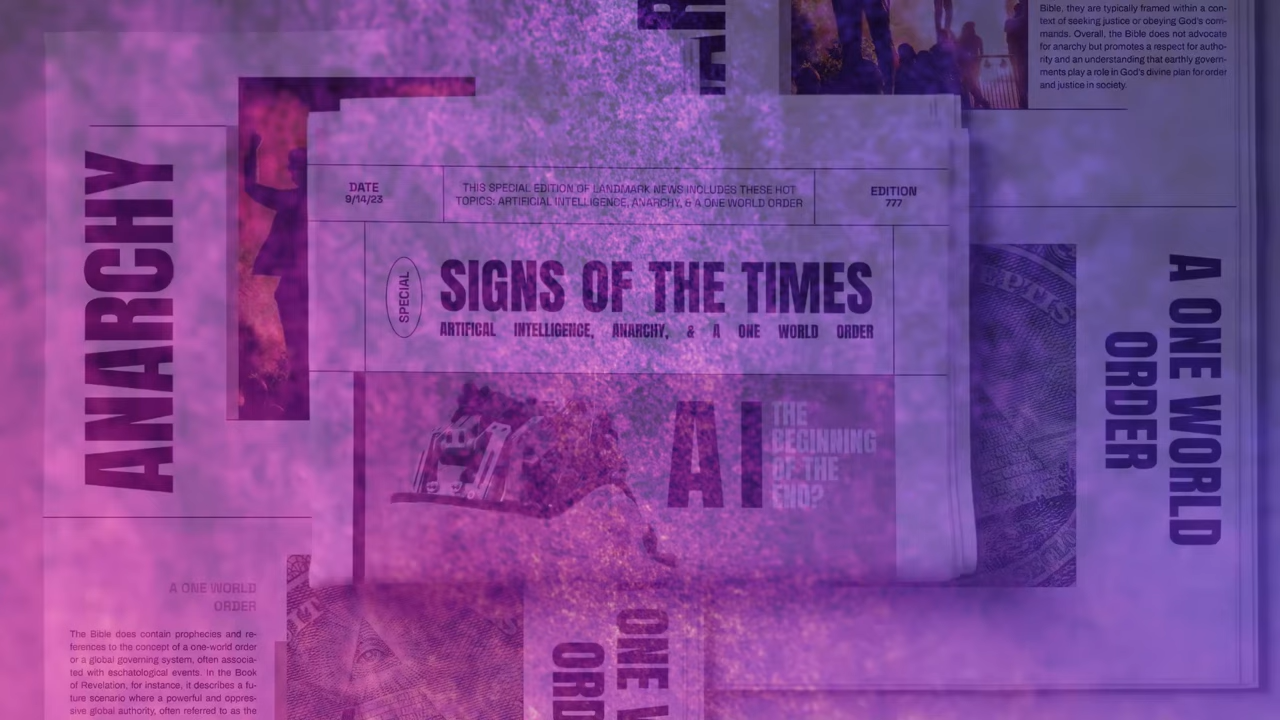 Bible, they are typically framed within a con-
text of seeking justice or obeying God's com-
mands. Overall, the Bible does not advocate
for anarchy but promotes a respect for autho-
rity and an understanding that earthly govern-
ments play a role in God's divine plan for order
and justice in society.
ANARCHY
DATE
9/14/23
THIS SPECIAL EDITION OF LANDMARK NEWS INCLUDES THESE HOT
TOPICS: ARTIFICIAL INTELLIGENCE, ANARCHY, & A ONE WORLD ORDER
EDITION
777
SPECIAL
SIGNS OF THE TIMES
ARTIFICAL INTELLIGENCE, ANARCHY, & A ONE WORLD ORDER
AI
THE
BEGINNING
OF THE
END?
A ONE WORLD
ORDER
A ONE WORLD
ORDER
The Bible does contain prophecies and re-
ferences to the concept of a one-world order
or a global governing system, often associa-
ted with eschatological events. In the Book
of Revelation, for instance, it describes a fu-
ture scenario where a powerful and oppres-
sive global authority, often referred to as the
ONE